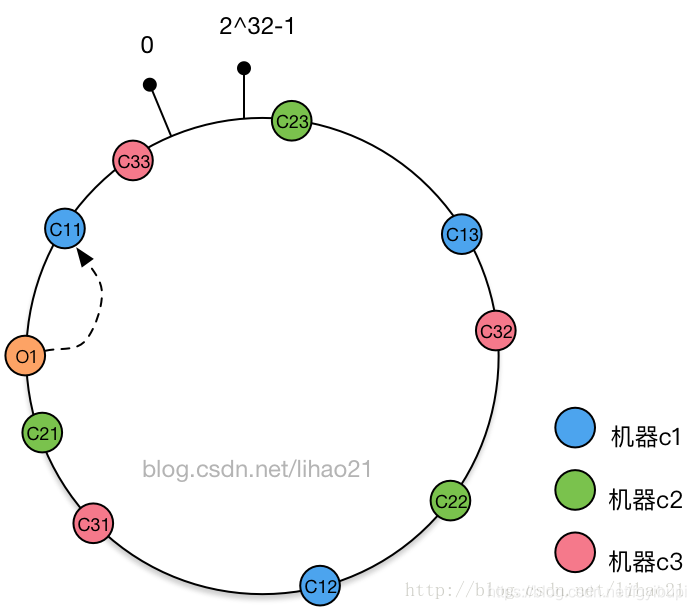 2^32-1
0
C23
C33
C11
C13
C32
O1
C21
机器c1
blog.csdn.net/lihao21
C22
机器c2
C31
机器c3
C12
http://blog.csdn.net/lihao21